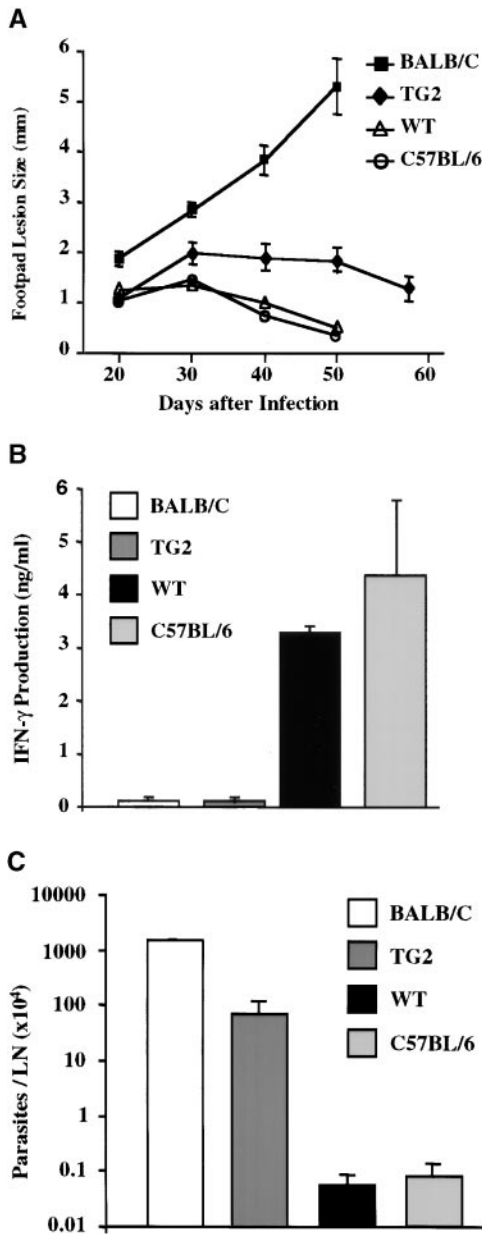 A
Footpad Lesion Size (mm)
6
5
4
3
2
1
0
BALB/C
TG2
WT
C57BL/6
20
30
40
50
60
Days after Infection
B
IFN-γ Production (ng/ml)
6
5
4
3
2
1
0
BALB/C
TG2
WT
C57BL/6
C
Parasites / LN (x10⁴)
10000
1000
100
10
1
0.1
0.01
BALB/C
TG2
WT
C57BL/6